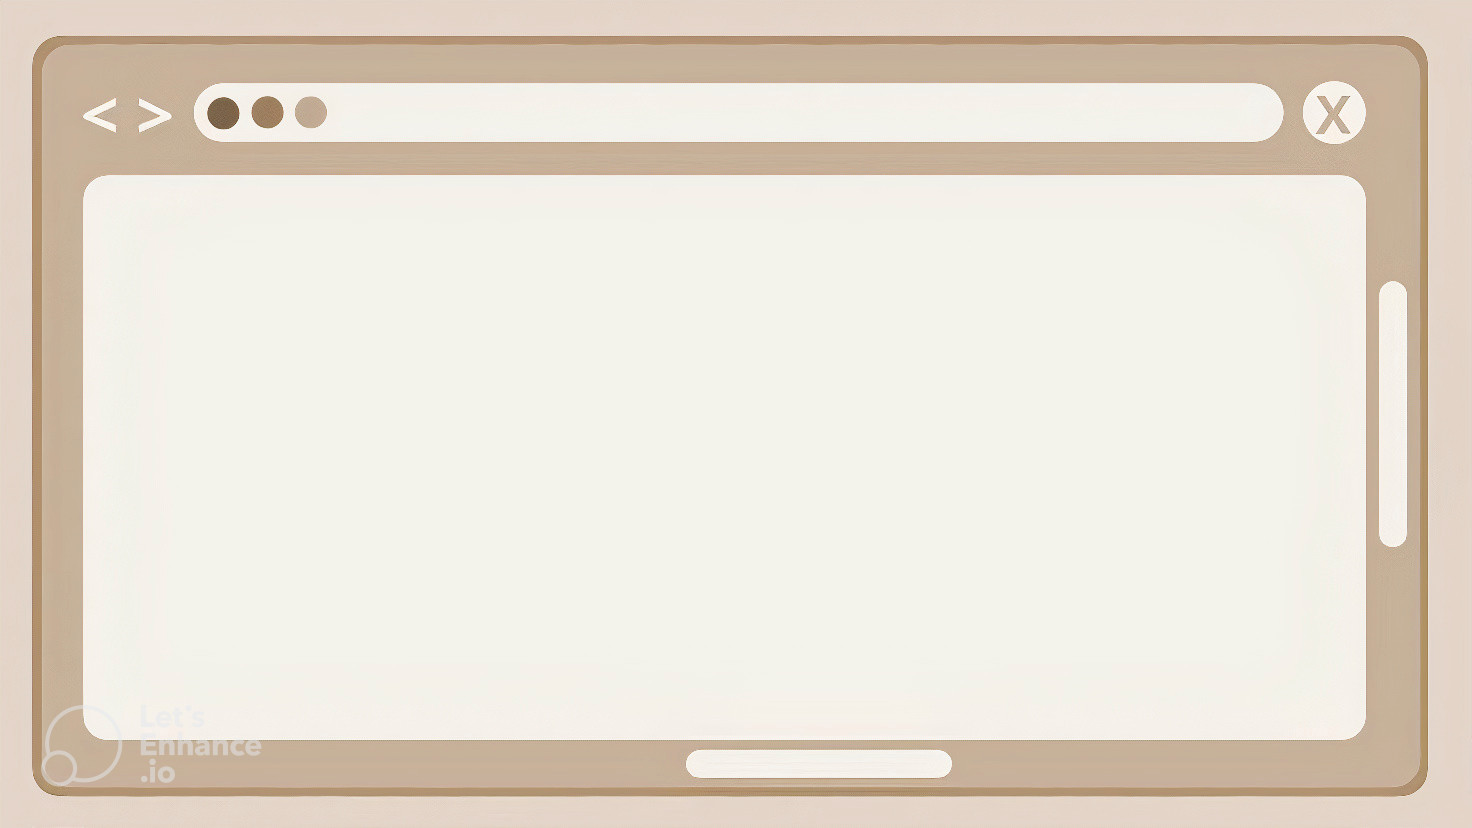 < >
X
Let's
Enhance
.io